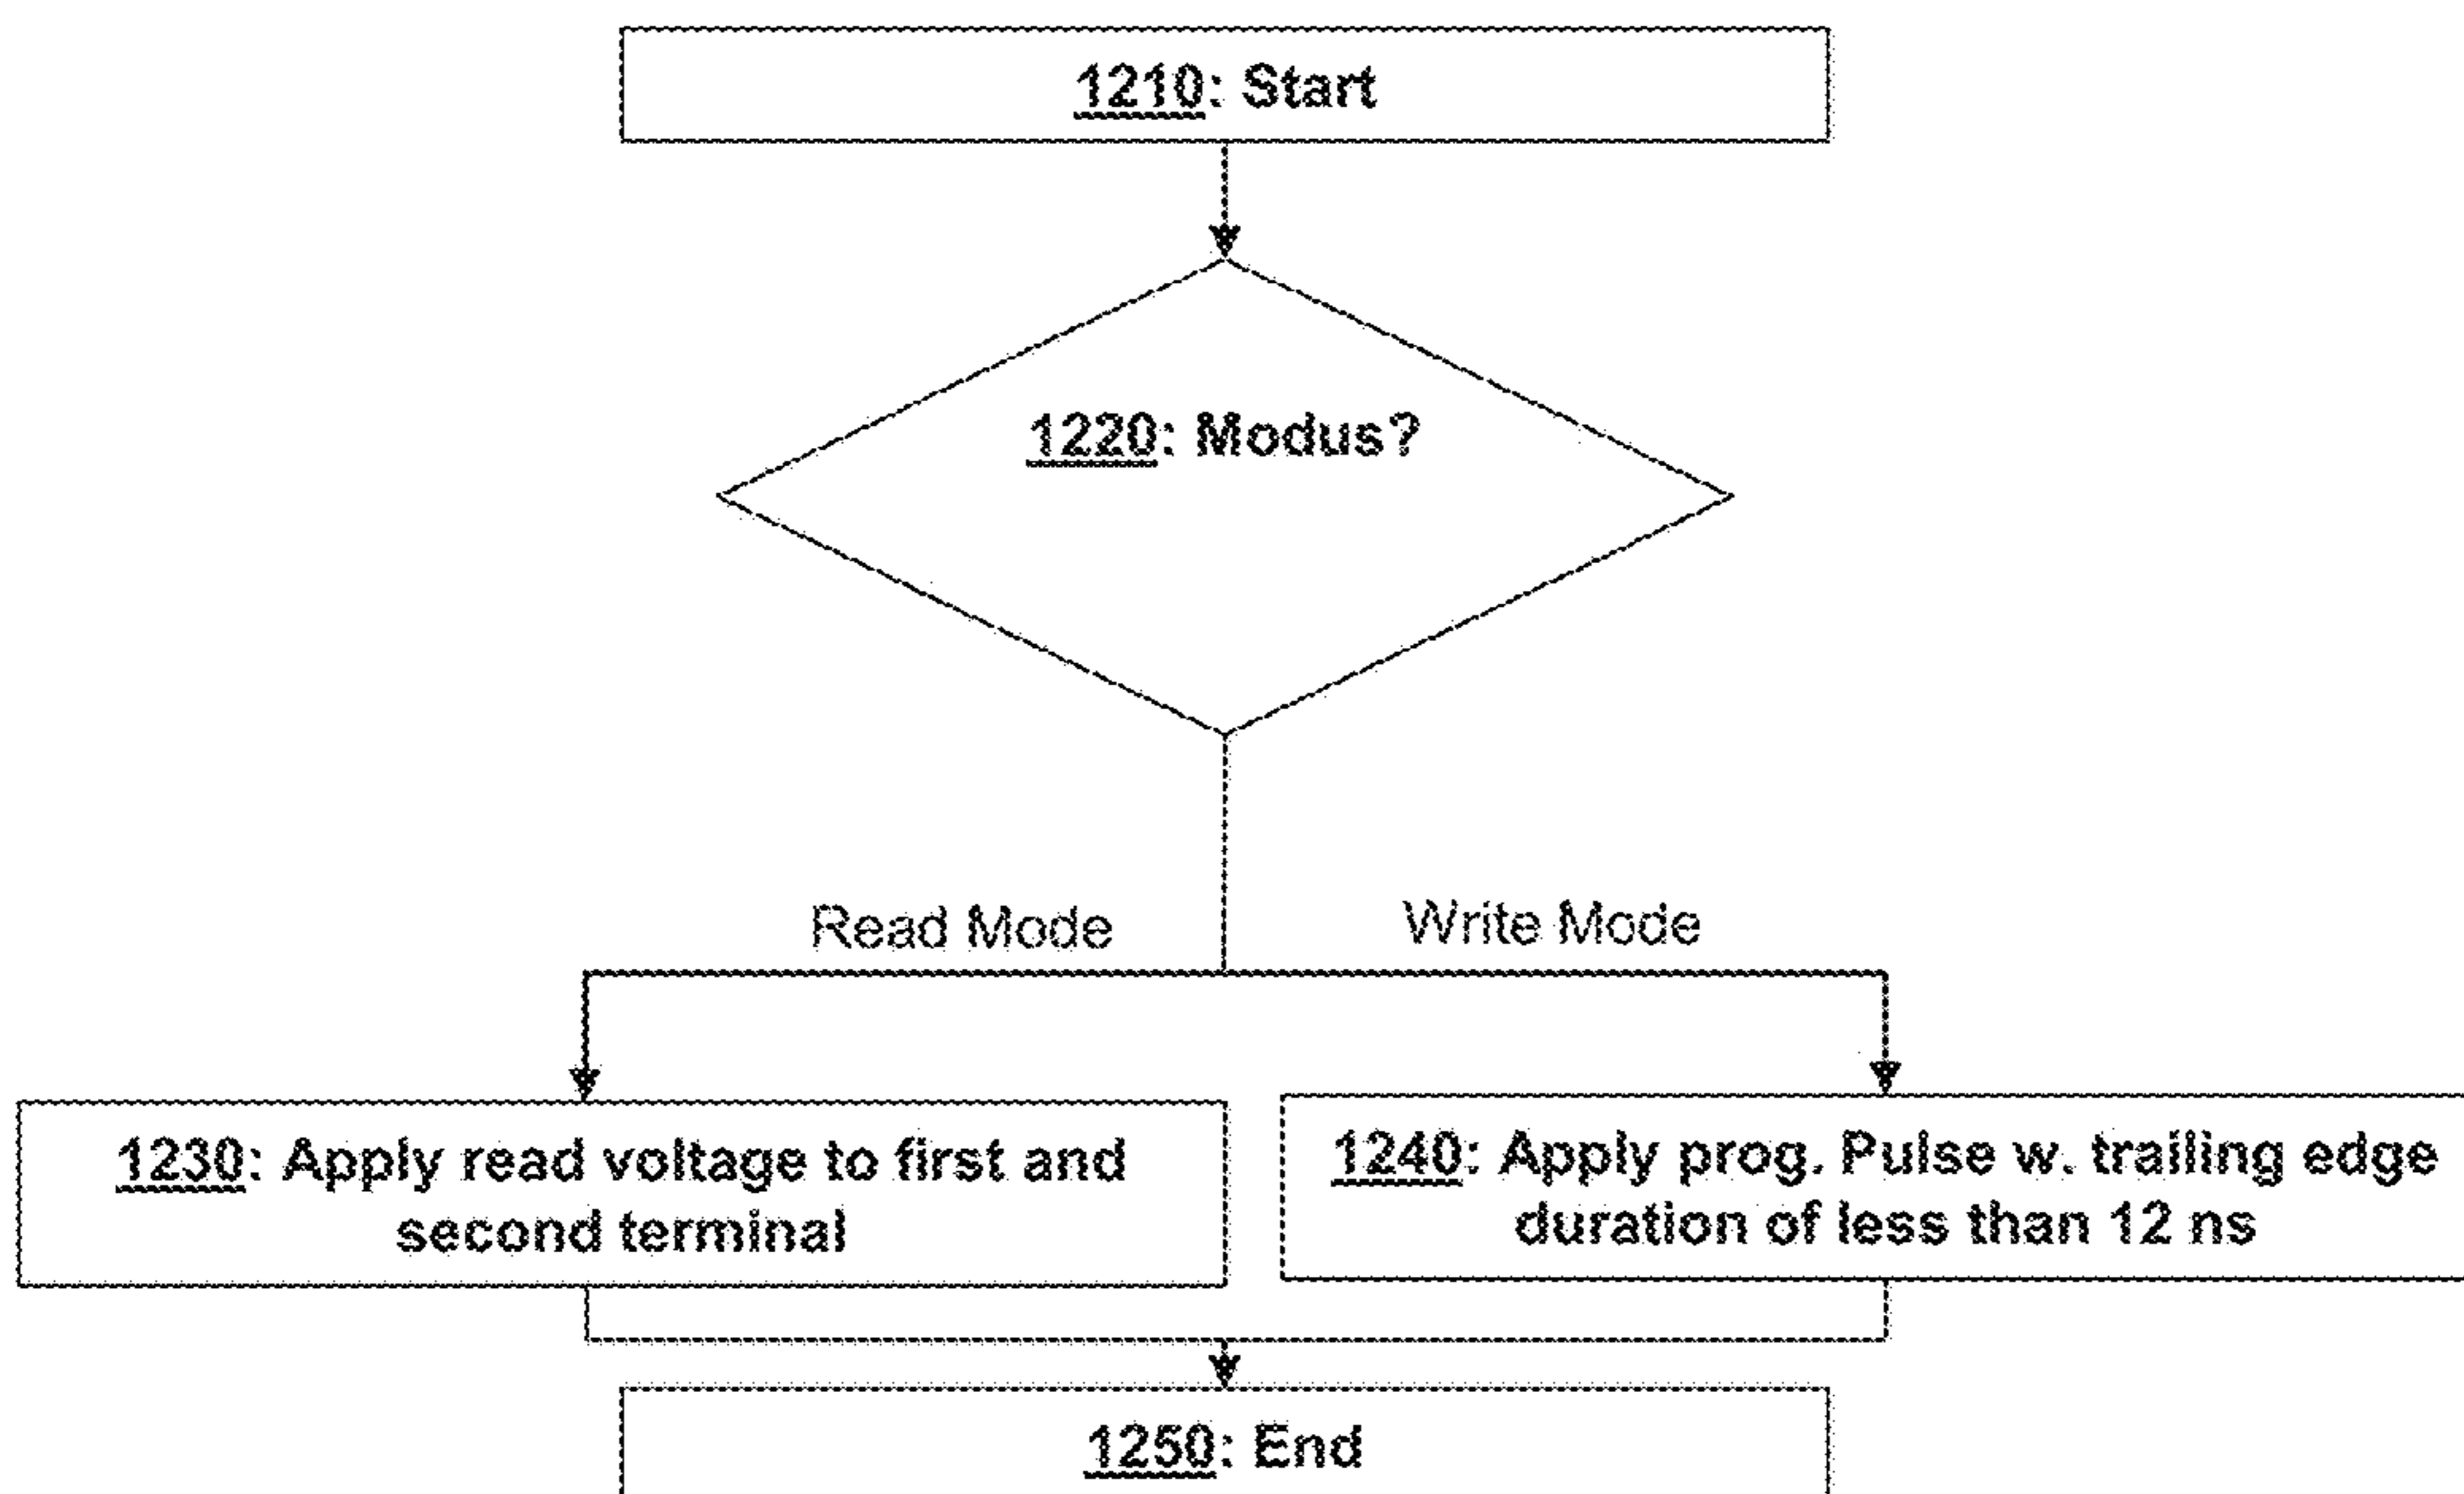 1210: Start
1220: Modus?
Read Mode
Write Mode
1230: Apply read voltage to first and
second terminal
1240: Apply prog. Pulse w. trailing edge
duration of less than 12 ns
1250: End